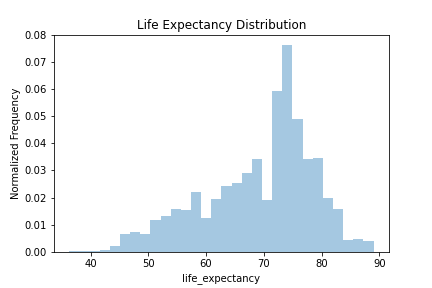 Life Expectancy Distribution
0.08
0.07
0.06
0.05
0.04
0.03
0.02
0.01
0.00
Normalized Frequency
40 50 60 70 80 90
life_expectancy